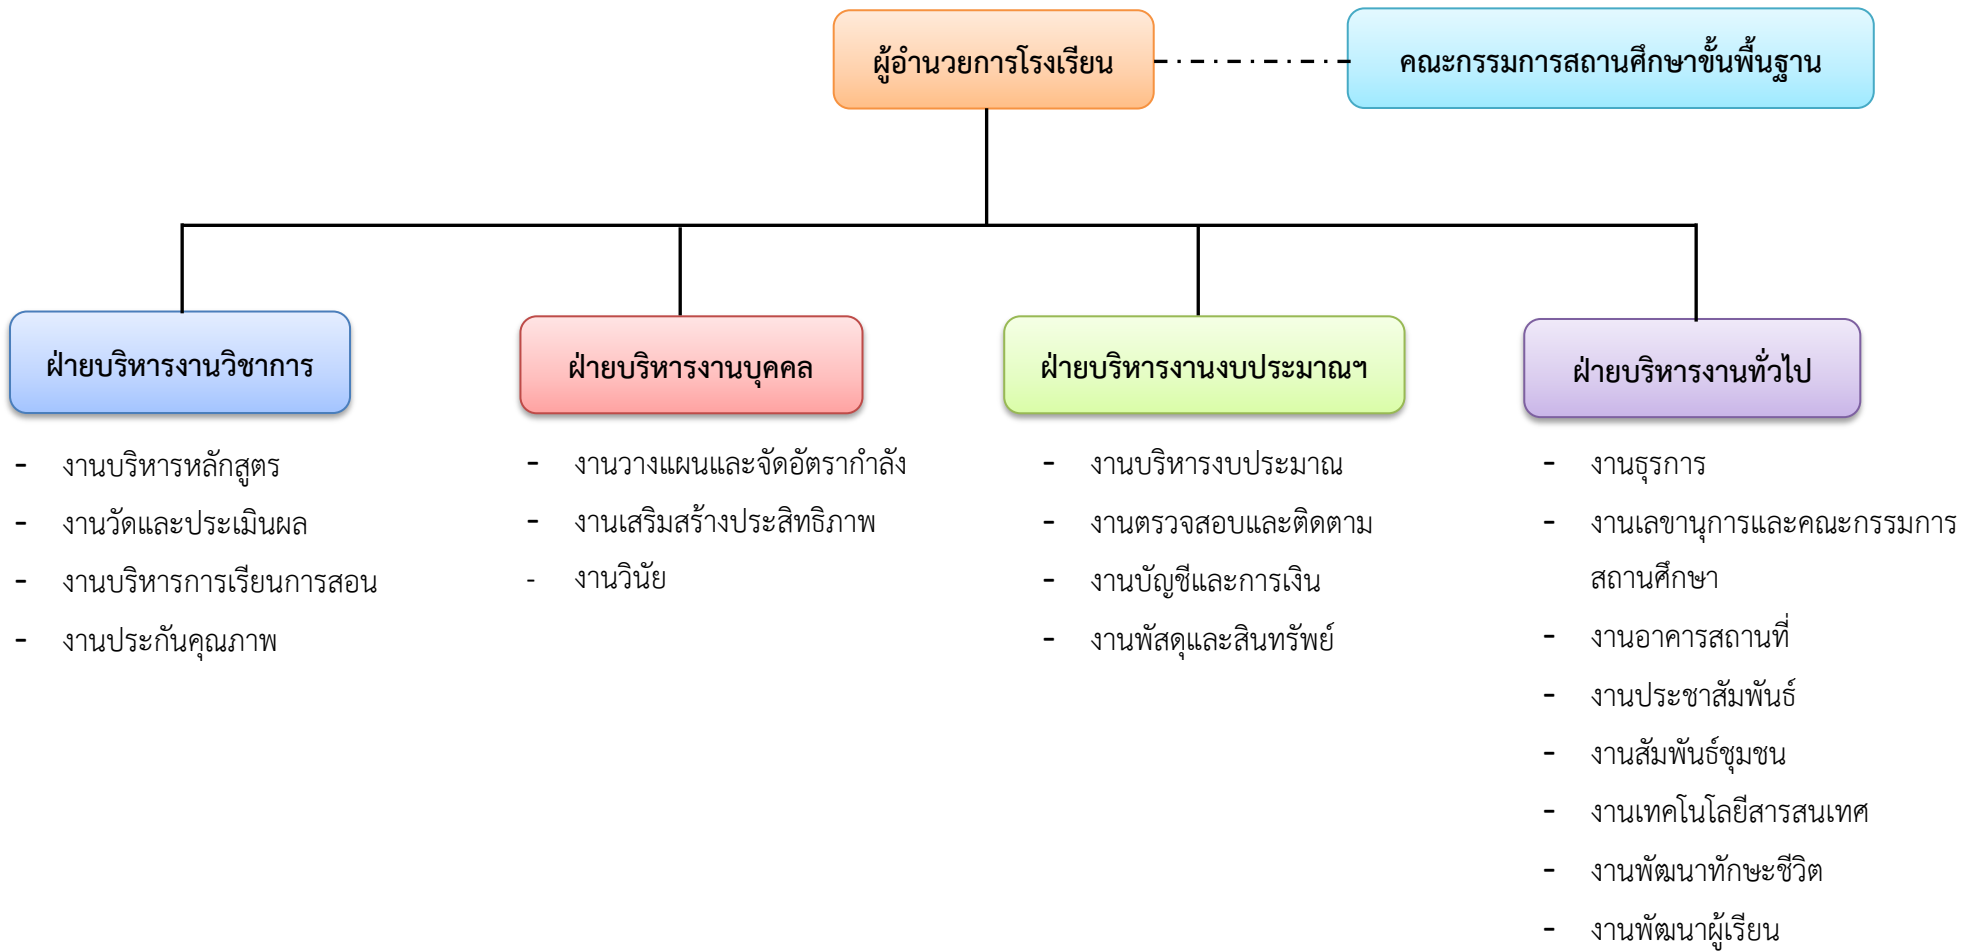 ผู้อำนวยการโรงเรียน
คณะกรรมการสถานศึกษาขั้นพื้นฐาน
ฝ่ายบริหารงานวิชาการ
- งานบริหารหลักสูตร
- งานวัดและประเมินผล
- งานบริหารการเรียนการสอน
- งานประกันคุณภาพ
ฝ่ายบริหารงานบุคคล
- งานวางแผนและจัดอัตรากำลัง
- งานเสริมสร้างประสิทธิภาพ
- งานวินัย
ฝ่ายบริหารงานงบประมาณฯ
- งานบริหารงบประมาณ
- งานตรวจสอบและติดตาม
- งานบัญชีและการเงิน
- งานพัสดุและสินทรัพย์
ฝ่ายบริหารงานทั่วไป
- งานธุรการ
- งานเลขานุการและคณะกรรมการ
สถานศึกษา
- งานอาคารสถานที่
- งานประชาสัมพันธ์
- งานสัมพันธ์ชุมชน
- งานเทคโนโลยีสารสนเทศ
- งานพัฒนาทักษะชีวิต
- งานพัฒนาผู้เรียน